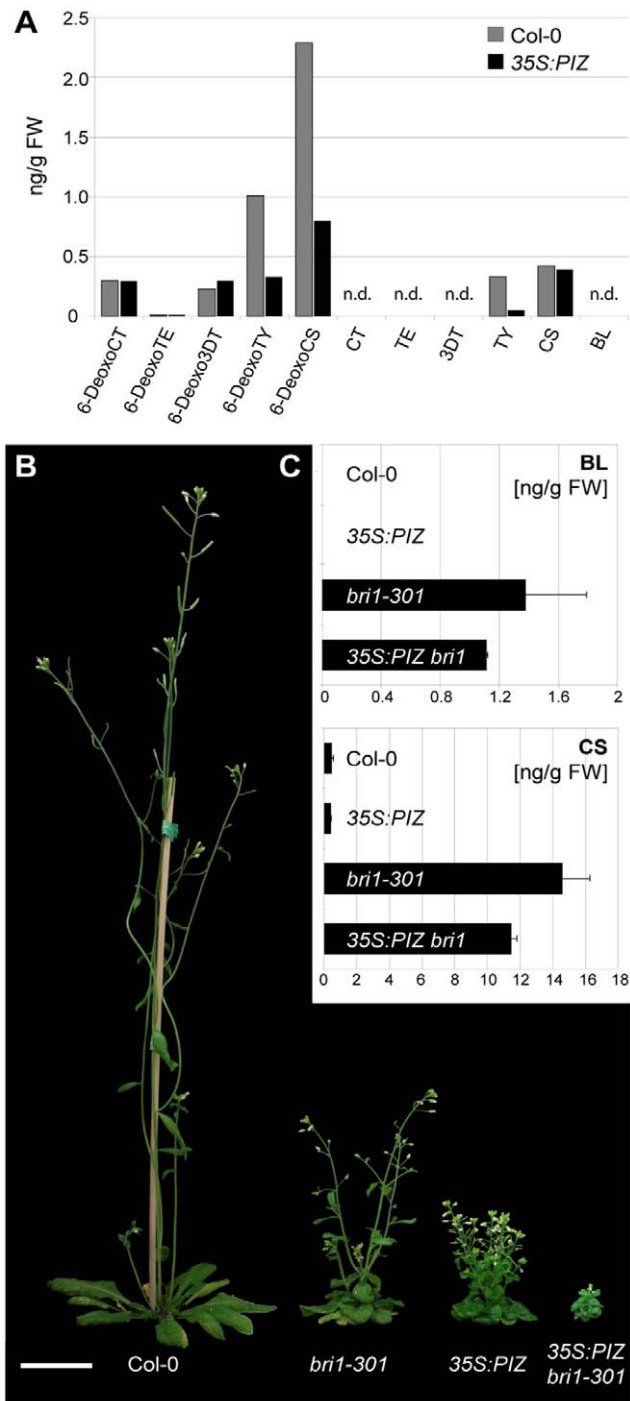 A
2.5
2.0
1.5
1.0
0.5
0
ng/g FW
Col-0
35S:PIZ
n.d.
n.d.
n.d.
n.d.
6-DeoxoCT
6-DeoxoTE
6-Deoxo3DT
6-DeoxoTY
6-DeoxoCS
CT
TE
3DT
TY
CS
BL
B
C
BL
[ng/g FW]
Col-0
35S:PIZ
bri1-301
35S:PIZ bri1
0 0.4 0.8 1.2 1.6 2
CS
[ng/g FW]
Col-0
35S:PIZ
bri1-301
35S:PIZ bri1
0 2 4 6 8 10 12 14 16 18
Col-0
bri1-301
35S:PIZ
35S:PIZ
bri1-301